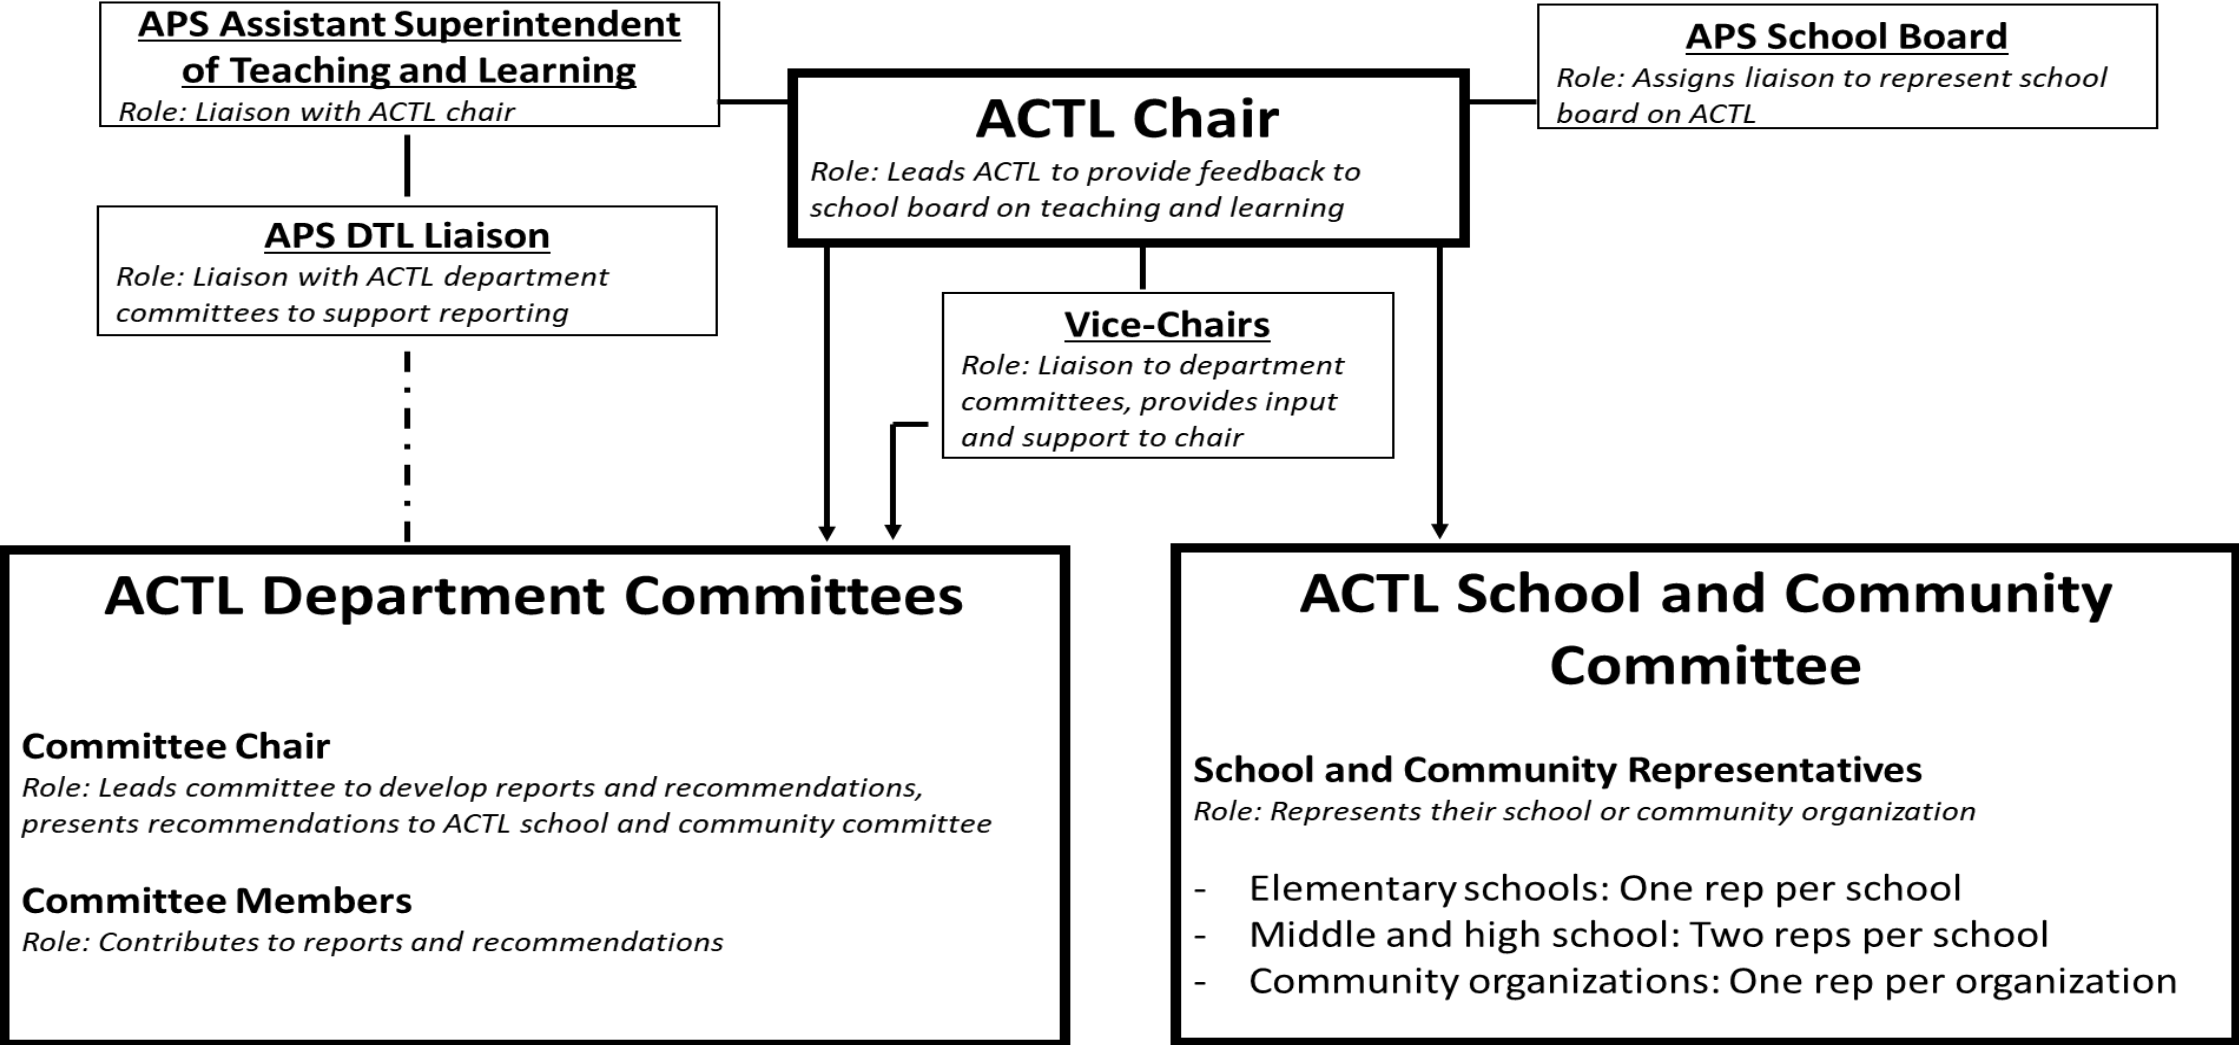 APS Assistant Superintendent
of Teaching and Learning
Role: Liaison with ACTL chair
APS School Board
Role: Assigns liaison to represent school
board on ACTL
ACTL Chair
Role: Leads ACTL to provide feedback to
school board on teaching and learning
APS DTL Liaison
Role: Liaison with ACTL department
committees to support reporting
Vice-Chairs
Role: Liaison to department
committees, provides input
and support to chair
ACTL Department Committees
Committee Chair
Role: Leads committee to develop reports and recommendations,
presents recommendations to ACTL school and community committee
Committee Members
Role: Contributes to reports and recommendations
ACTL School and Community
Committee
School and Community Representatives
Role: Represents their school or community organization
- Elementary schools: One rep per school
- Middle and high school: Two reps per school
- Community organizations: One rep per organization